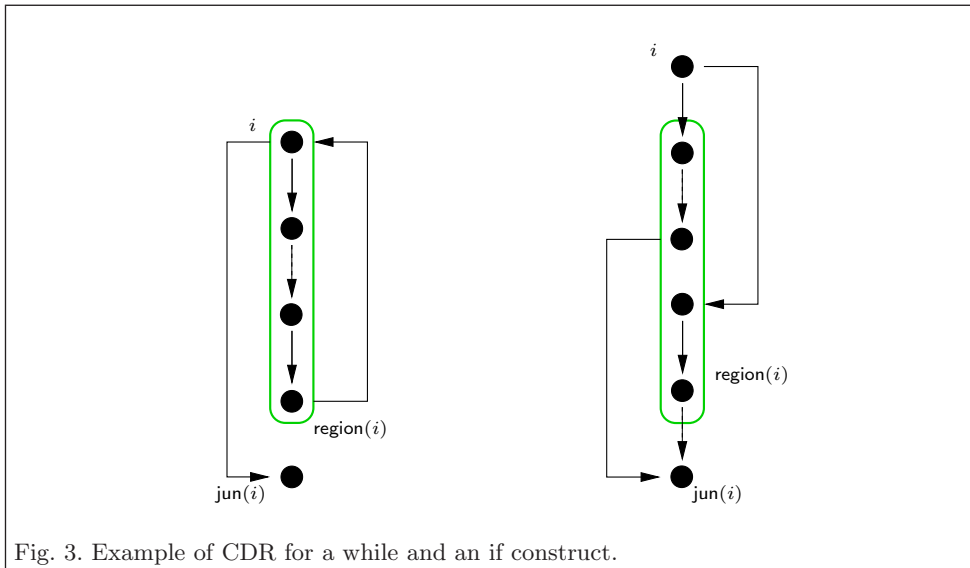 i
i
region(i)
region(i)
jun(i)
jun(i)
Fig. 3. Example of CDR for a while and an if construct.